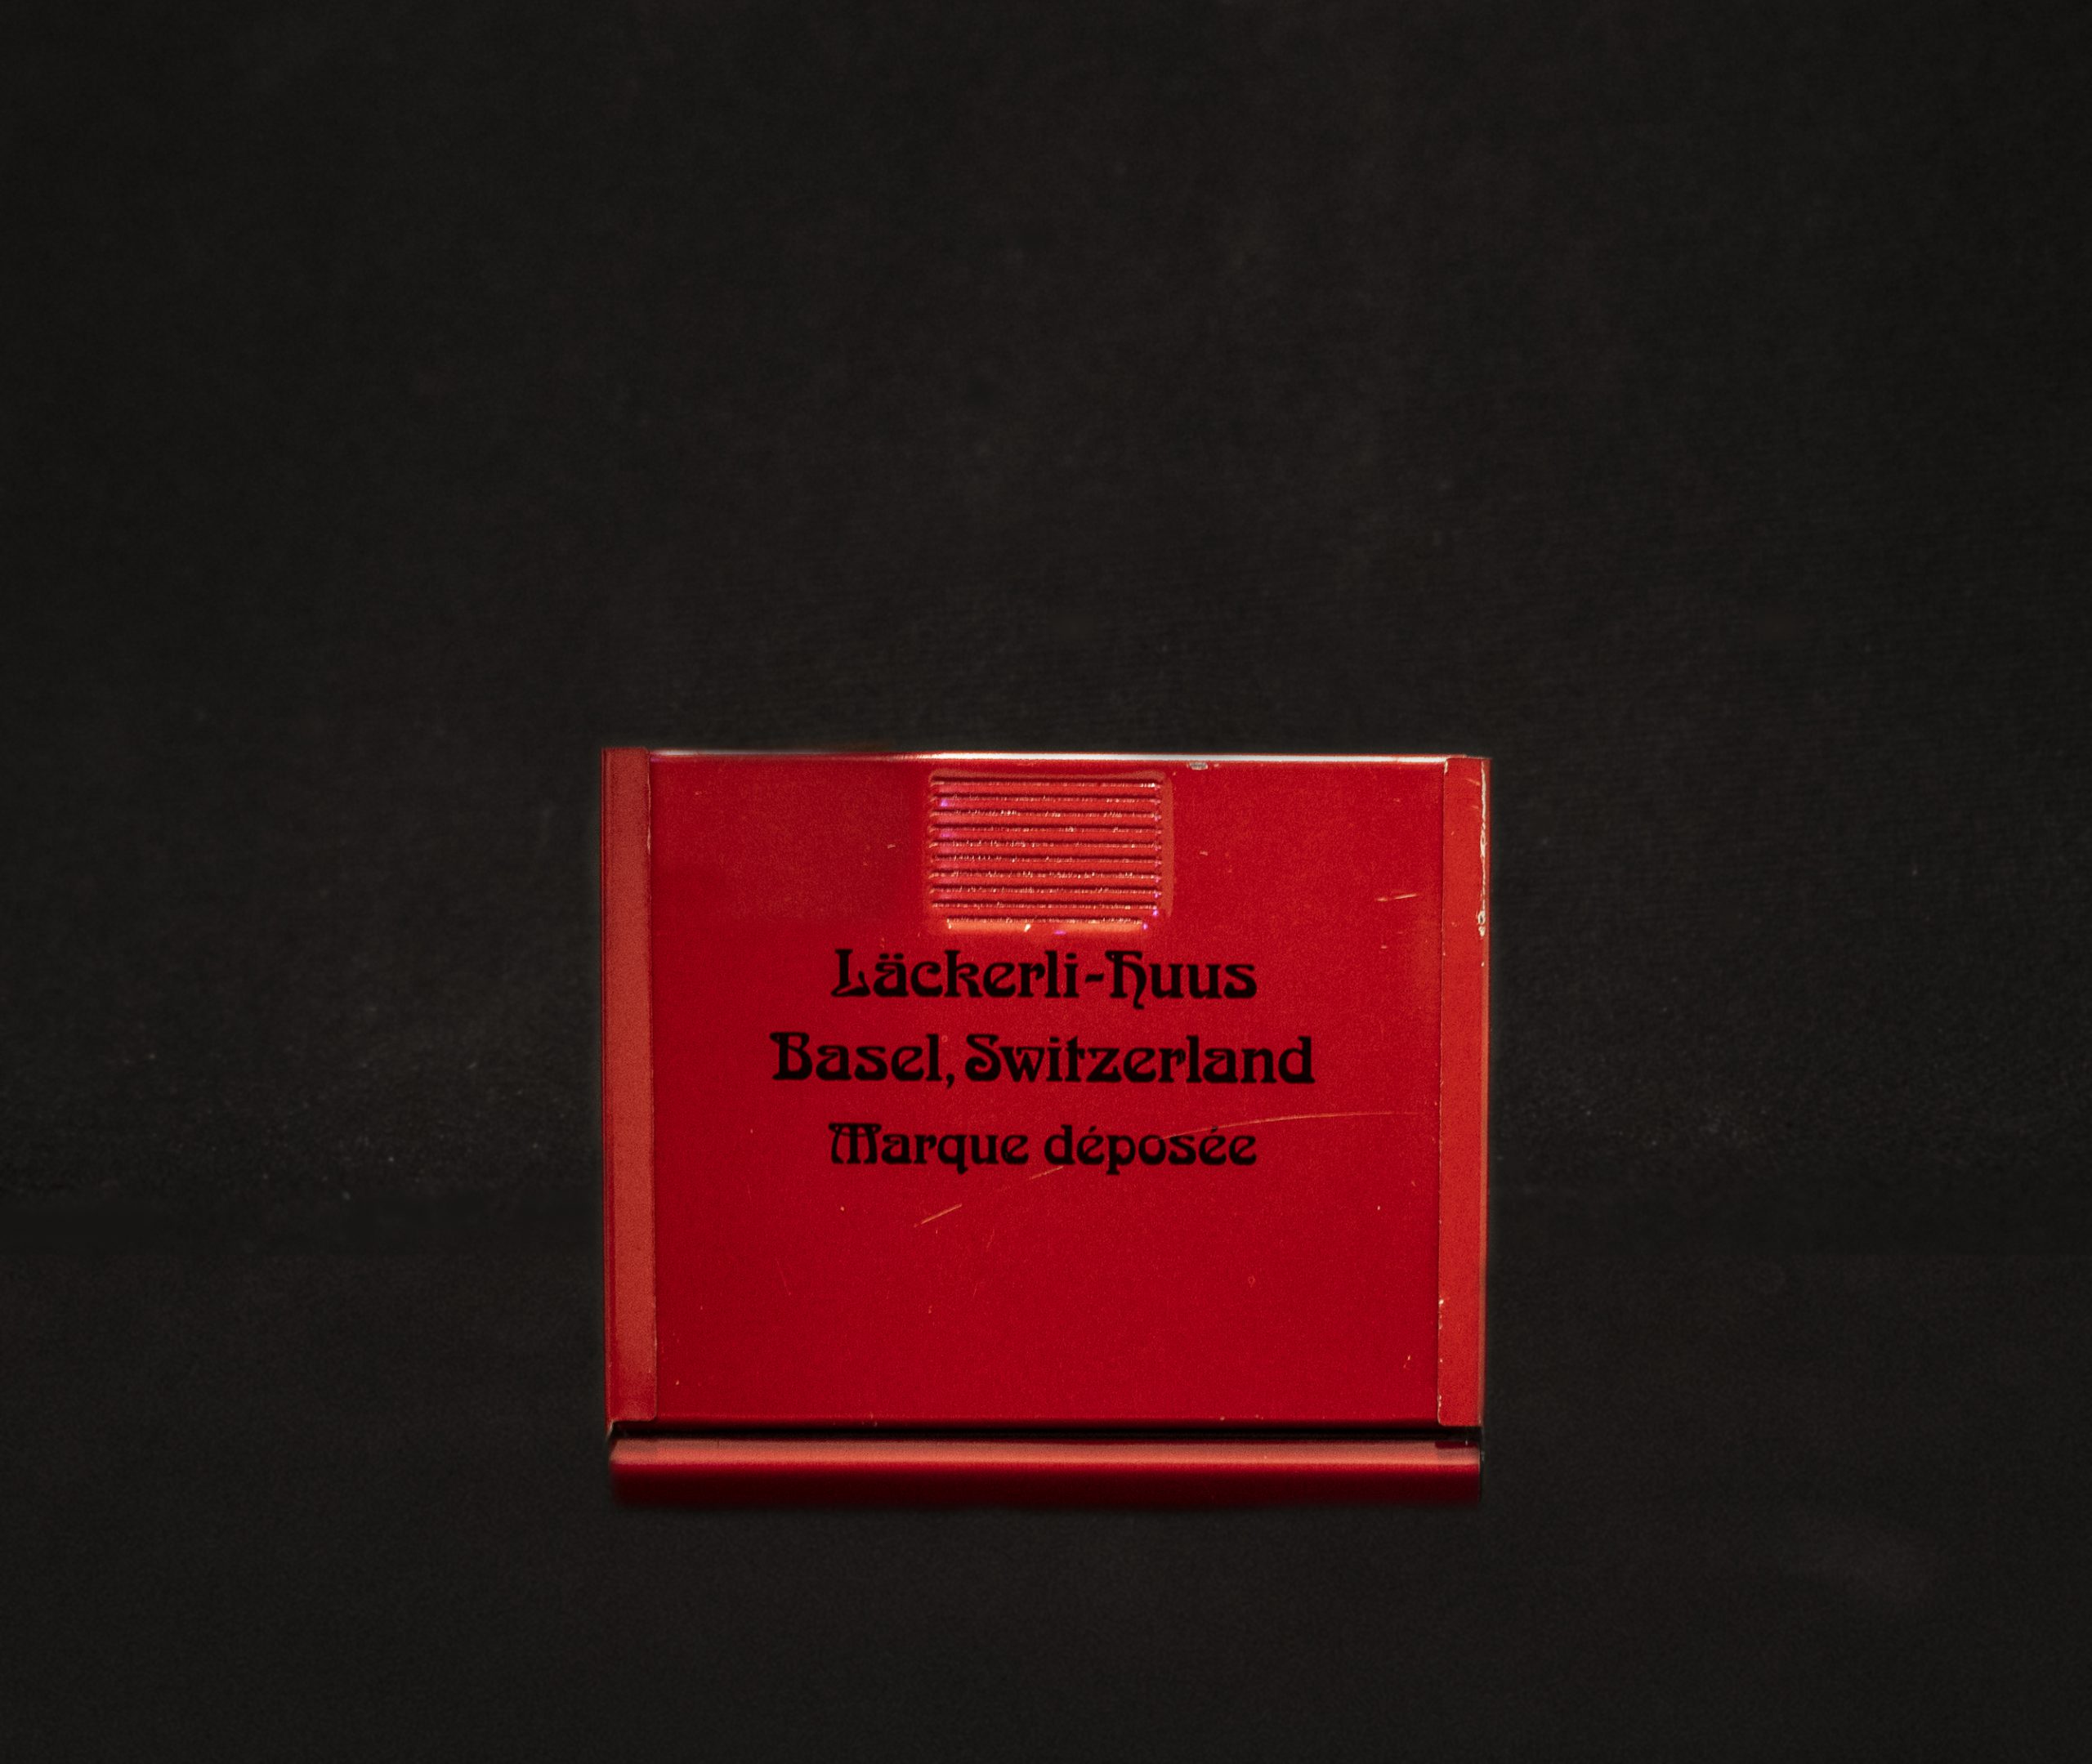 Läckerli-Huus
Basel, Switzerland
Marque déposée